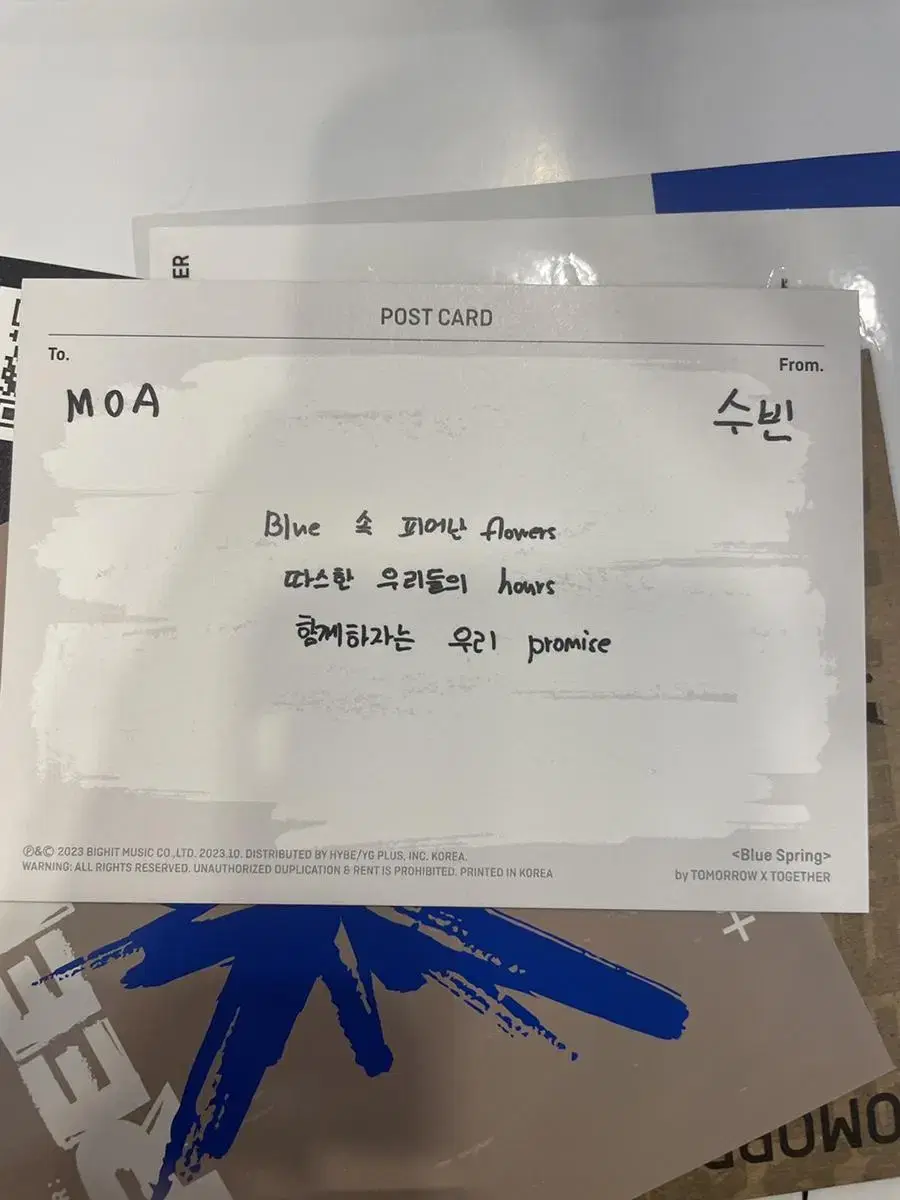 ER
POST CARD
To.
From.
MOA
수빈
Blue 속 피어난 flowers
따스한 우리들의 hours
함께하자는 우리 promise
Ⓟ&© 2023 BIGHIT MUSIC CO.,LTD. 2023.10. DISTRIBUTED BY HYBE/YG PLUS, INC. KOREA.
WARNING: ALL RIGHTS RESERVED. UNAUTHORIZED DUPLICATION & RENT IS PROHIBITED. PRINTED IN KOREA
<Blue Spring>
by TOMORROW X TOGETHER